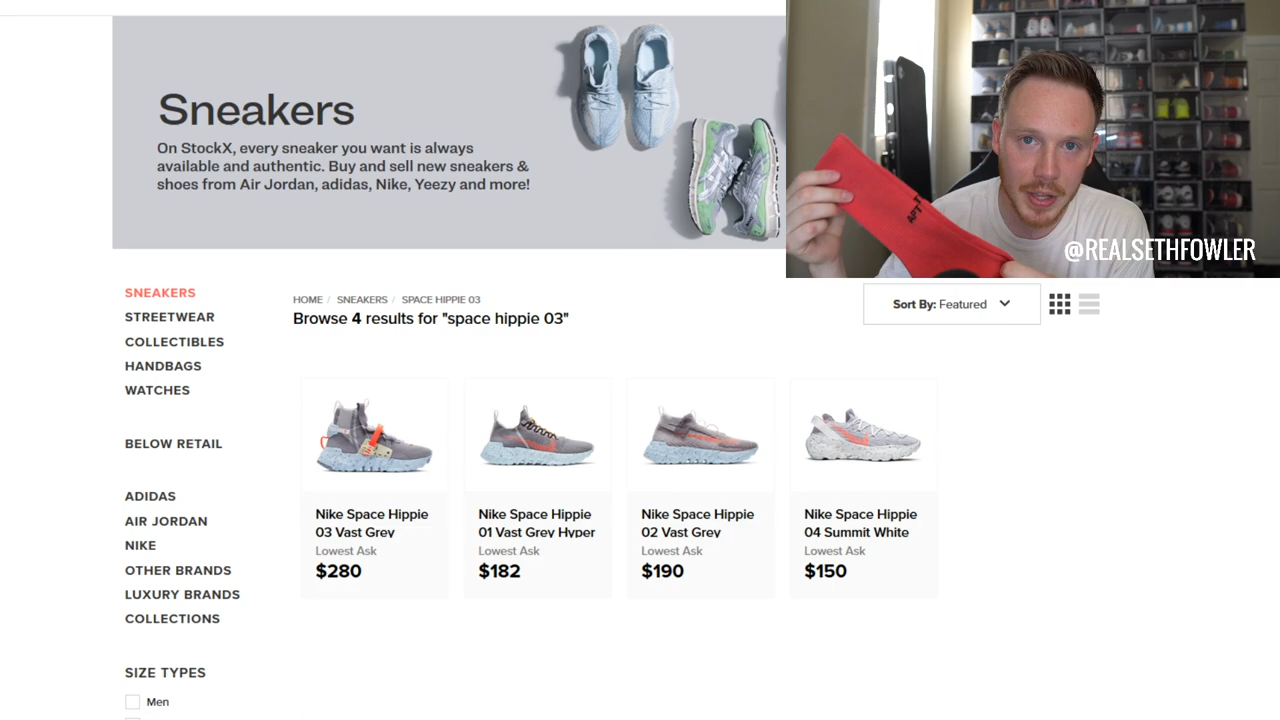 Sneakers
On StockX, every sneaker you want is always
available and authentic. Buy and sell new sneakers &
shoes from Air Jordan, adidas, Nike, Yeezy and more!
@REALSETHFOWLER
SNEAKERS
STREETWEAR
COLLECTIBLES
HANDBAGS
WATCHES
BELOW RETAIL
ADIDAS
AIR JORDAN
NIKE
OTHER BRANDS
LUXURY BRANDS
COLLECTIONS
SIZE TYPES
Men
HOME / SNEAKERS / SPACE HIPPIE 03
Browse 4 results for "space hippie 03"
Sort By: Featured
Nike Space Hippie
03 Vast Grey
Lowest Ask
$280
Nike Space Hippie
01 Vast Grey Hyper
Lowest Ask
$182
Nike Space Hippie
02 Vast Grey
Lowest Ask
$190
Nike Space Hippie
04 Summit White
Lowest Ask
$150